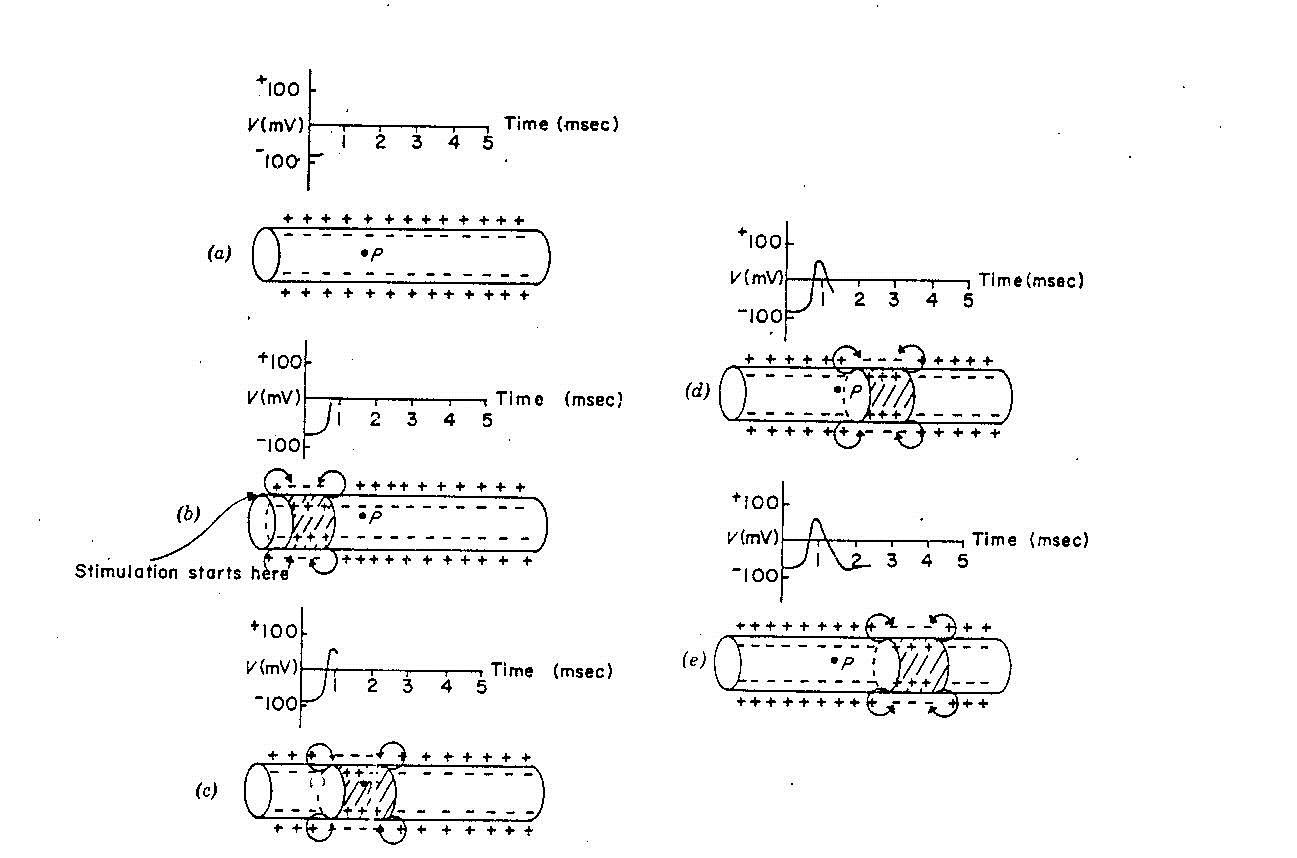 +100
V(mV) Time (msec)
1 2 3 4 5
-100
+ + + + + + + + + + + + +
- - - - - - - - - - - - -
(a) P
- - - - - - - - - - - - -
+ + + + + + + + + + + + +
+100
V(mV) Time (msec)
1 2 3 4 5
-100
(b) P
Stimulation starts here
+100
V(mV) Time (msec)
1 2 3 4 5
-100
(c)
+100
V(mV) Time (msec)
1 2 3 4 5
-100
(d) P
+100
V(mV) Time (msec)
1 2 3 4 5
-100
(e) P